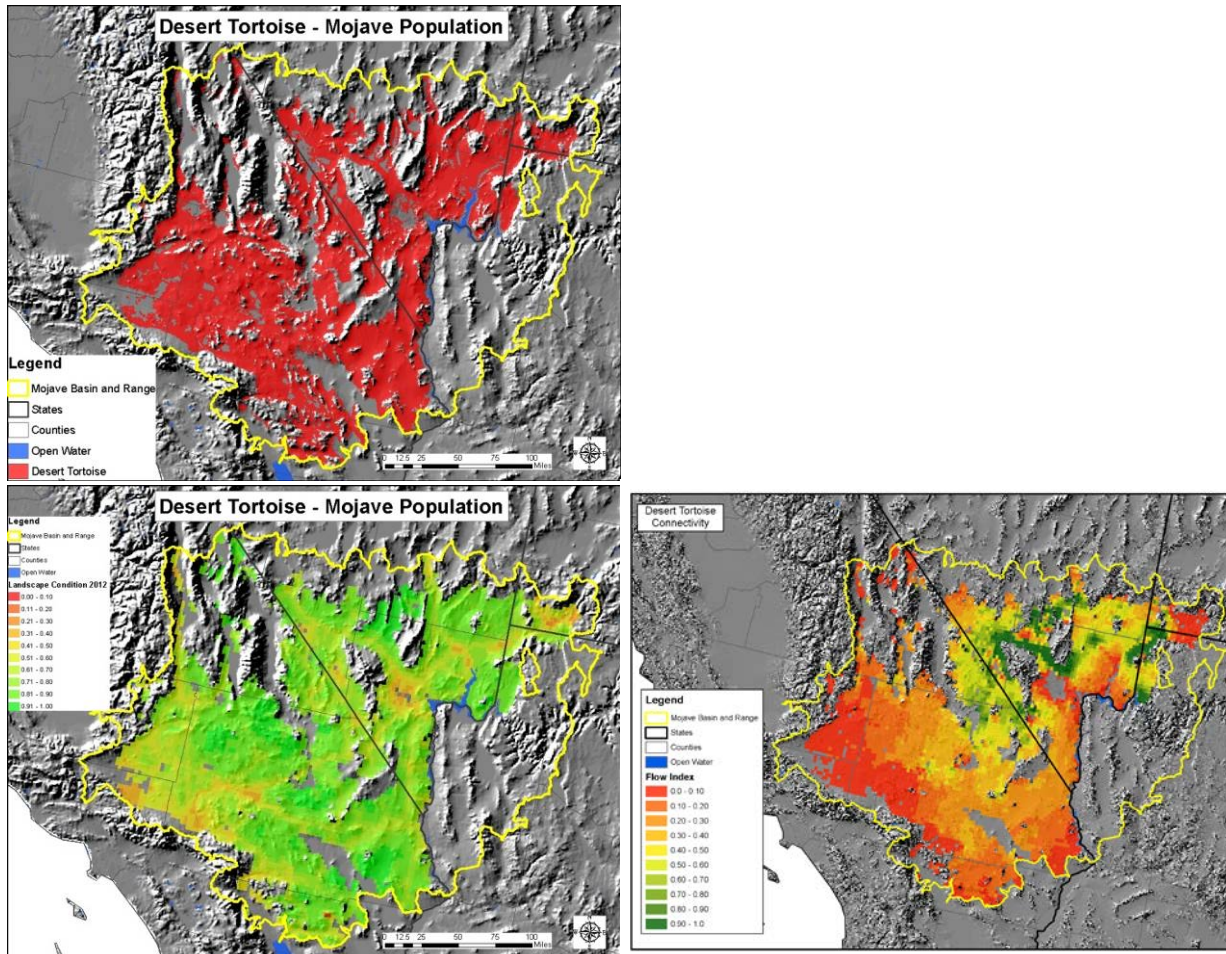 Desert Tortoise - Mojave Population
Legend
Mojave Basin and Range
States
Counties
Open Water
Desert Tortoise
0 12.5 25 50 75 100
Miles
Desert Tortoise - Mojave Population
Legend
Mojave Basin and Range
States
Counties
Open Water
Landscape Condition 2012
0.00 - 0.10
0.11 - 0.20
0.21 - 0.30
0.31 - 0.40
0.41 - 0.50
0.51 - 0.60
0.61 - 0.70
0.71 - 0.80
0.81 - 0.90
0.91 - 1.00
0 12.5 25 50 75 100
Miles
Desert Tortoise
Connectivity
Legend
Mojave Basin and Range
States
Counties
Open Water
Flow Index
0.0 - 0.10
0.10 - 0.20
0.20 - 0.30
0.30 - 0.40
0.40 - 0.50
0.50 - 0.60
0.60 - 0.70
0.70 - 0.80
0.80 - 0.90
0.90 - 1.0